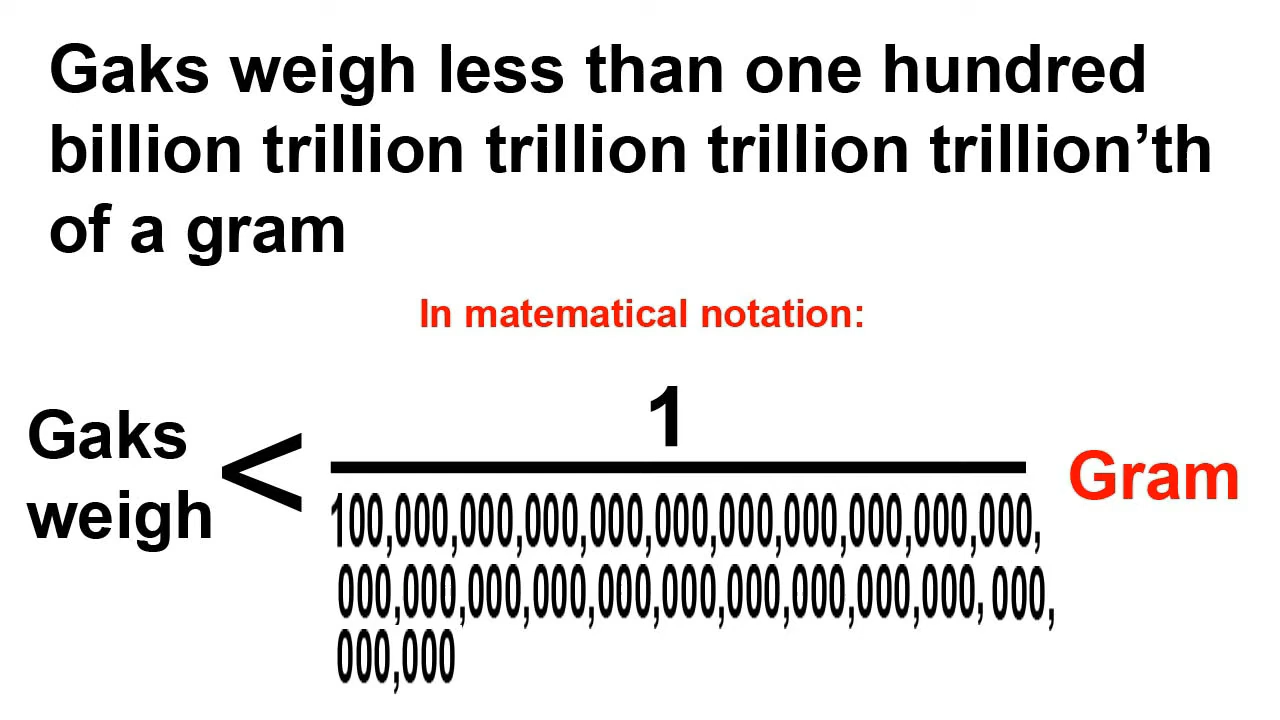 Gaks weigh less than one hundred
billion trillion trillion trillion trillion’th
of a gram
In matematical notation:
Gaks
weigh
<
1
100,000,000,000,000,000,000,000,000,000,000,
000,000,000,000,000,000,000,000,000,000, 000,
000,000
Gram